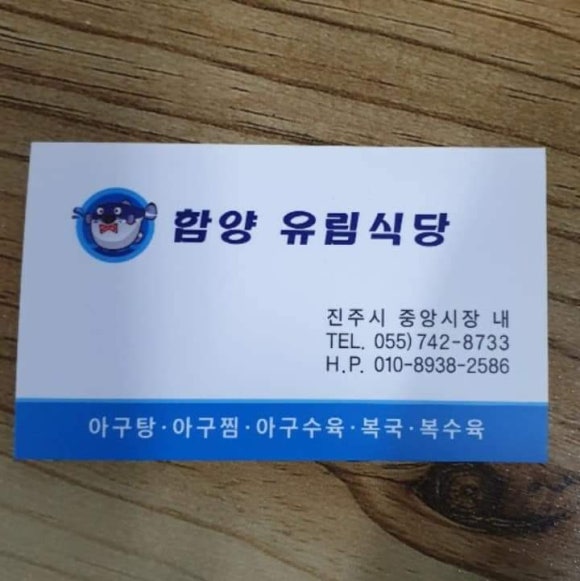 함양 유림식당
진주시 중앙시장 내
TEL. 055) 742-8733
H.P. 010-8938-2586
아구탕·아구찜·아구수육·복국·복수육